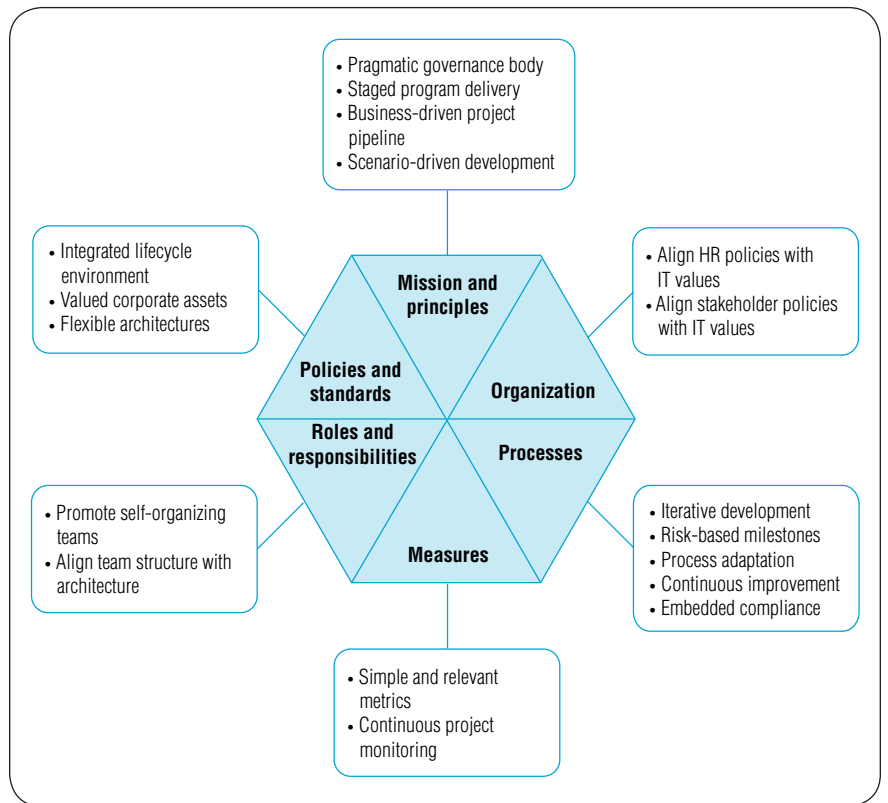 • Pragmatic governance body
• Staged program delivery
• Business-driven project
pipeline
• Scenario-driven development
• Integrated lifecycle
environment
• Valued corporate assets
• Flexible architectures
• Align HR policies with
IT values
• Align stakeholder policies
with IT values
Mission and
principles
Policies and
standards
Organization
Roles and
responsibilities
Processes
Measures
• Promote self-organizing
teams
• Align team structure with
architecture
• Iterative development
• Risk-based milestones
• Process adaptation
• Continuous improvement
• Embedded compliance
• Simple and relevant
metrics
• Continuous project
monitoring